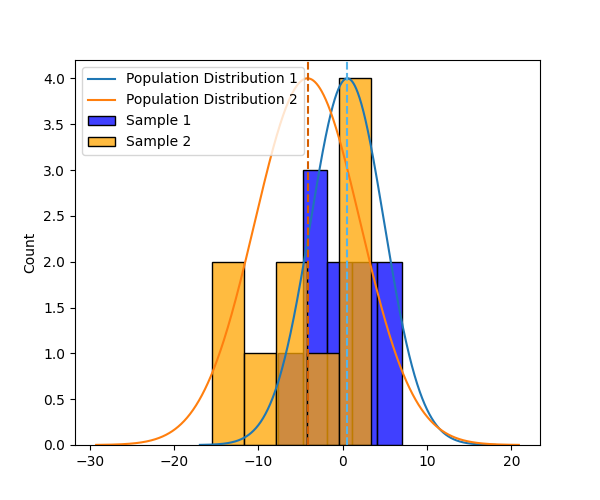 Population Distribution 1
Population Distribution 2
Sample 1
Sample 2
Count
4.0
3.5
3.0
2.5
2.0
1.5
1.0
0.5
0.0
−30 −20 −10 0 10 20